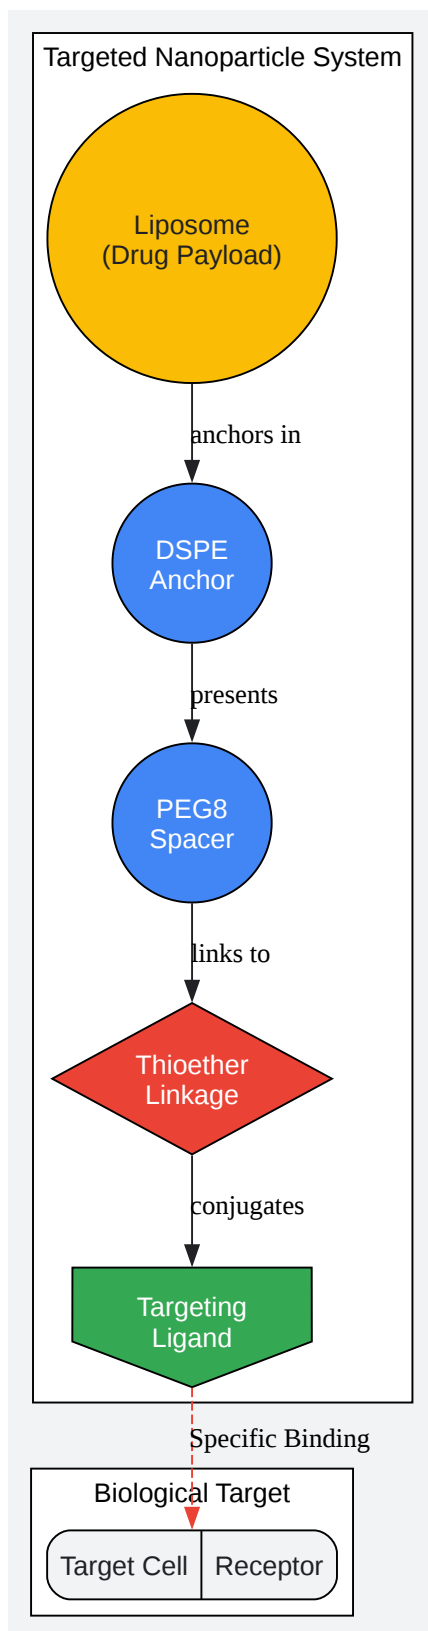 Targeted Nanoparticle System
Liposome
(Drug Payload)
anchors in
DSPE
Anchor
presents
PEG8
Spacer
links to
Thioether
Linkage
conjugates
Targeting
Ligand
Specific Binding
Biological Target
Target Cell
Receptor